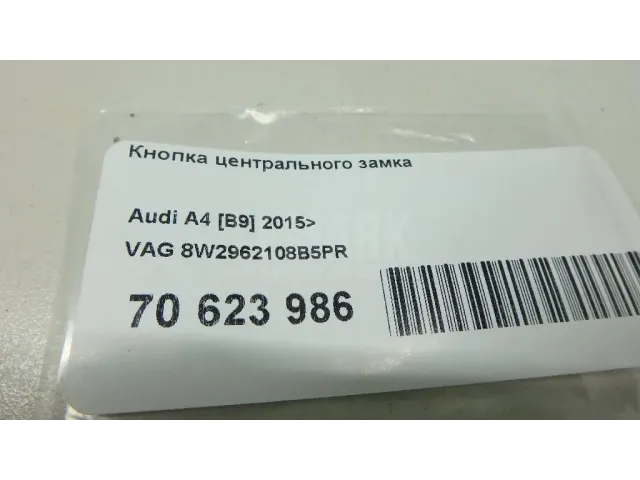 Кнопка центрального замка
Audi A4 [B9] 2015>
VAG 8W2962108B5PR
70 623 986